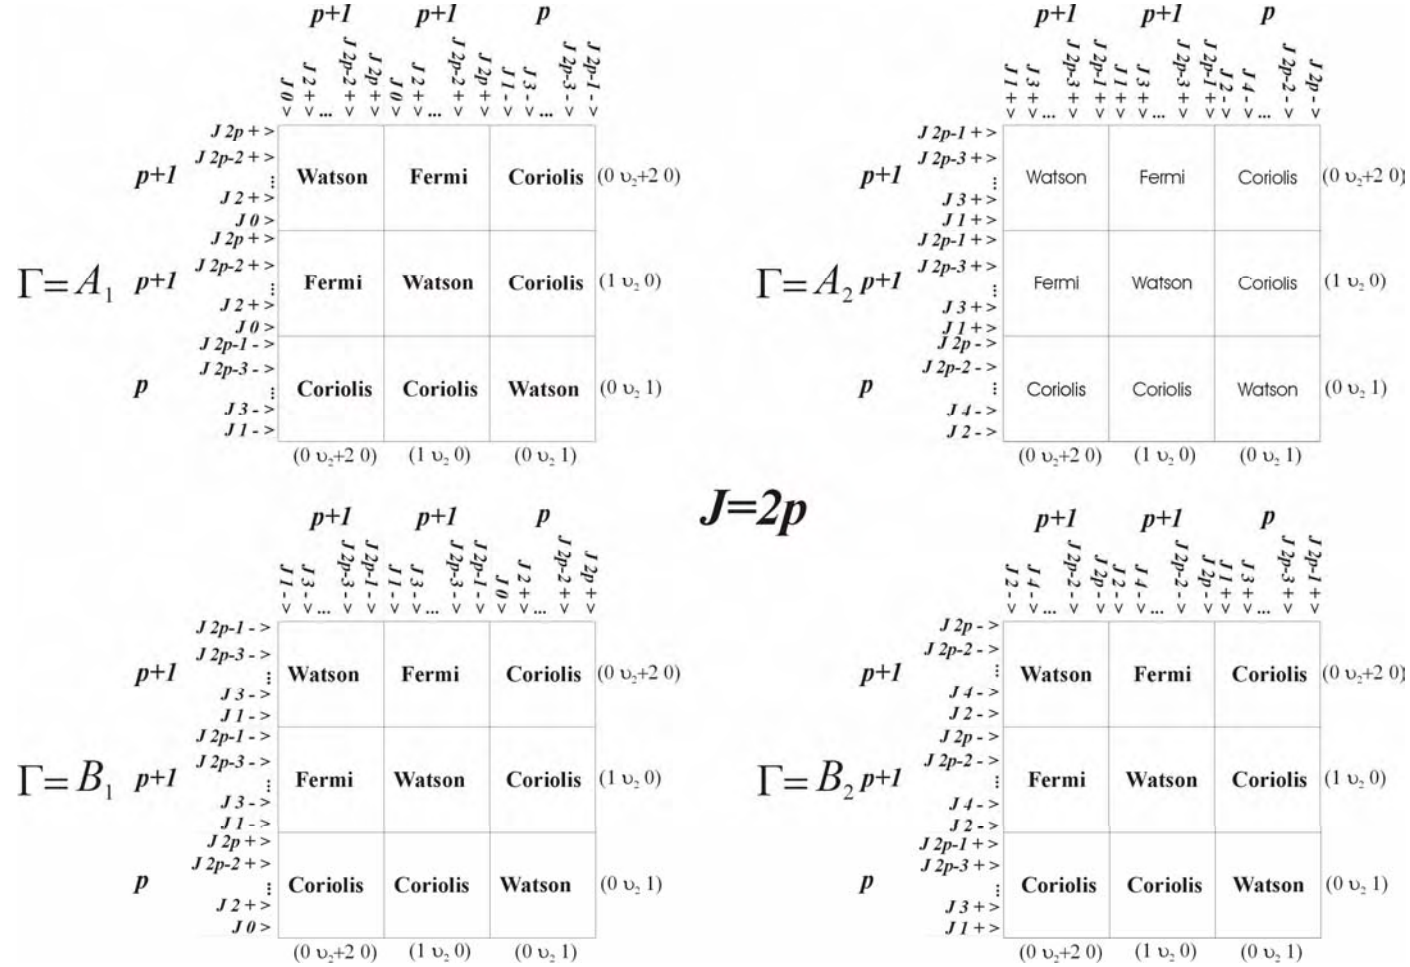 p+1 p+1 p
< J 0 < J 2 + ... < J 2p-2 + < J 2p + < J 0 < J 2 + ... < J 2p-2 + < J 2p + < J 1 - < J 3 - ... < J 2p-3 - < J 2p-1 -
J 2p + >
J 2p-2 + >
p+1 ⋮ Watson Fermi Coriolis (0 υ₂+2 0)
J 2 + >
J 0 >
J 2p + >
J 2p-2 + >
Γ=A₁ p+1 ⋮ Fermi Watson Coriolis (1 υ₂ 0)
J 2 + >
J 0 >
J 2p-1 - >
J 2p-3 - >
p ⋮ Coriolis Coriolis Watson (0 υ₂ 1)
J 3 - >
J 1 - >
(0 υ₂+2 0) (1 υ₂ 0) (0 υ₂ 1)
p+1 p+1 p
< J 1 + < J 3 + ... < J 2p-3 + < J 2p-1 + < J 1 + < J 3 + ... < J 2p-3 + < J 2p-1 + < J 2 - < J 4 - ... < J 2p-2 - < J 2p -
J 2p-1 + >
J 2p-3 + >
p+1 ⋮ Watson Fermi Coriolis (0 υ₂+2 0)
J 3 + >
J 1 + >
J 2p-1 + >
J 2p-3 + >
Γ=A₂ p+1 ⋮ Fermi Watson Coriolis (1 υ₂ 0)
J 3 + >
J 1 + >
J 2p - >
J 2p-2 - >
p ⋮ Coriolis Coriolis Watson (0 υ₂ 1)
J 4 - >
J 2 - >
(0 υ₂+2 0) (1 υ₂ 0) (0 υ₂ 1)
J=2p
p+1 p+1 p
< J 1 - < J 3 - ... < J 2p-3 - < J 2p-1 - < J 1 - < J 3 - ... < J 2p-3 - < J 2p-1 - < J 0 < J 2 + ... < J 2p-2 + < J 2p +
J 2p-1 - >
J 2p-3 - >
p+1 ⋮ Watson Fermi Coriolis (0 υ₂+2 0)
J 3 - >
J 1 - >
J 2p-1 - >
J 2p-3 - >
Γ=B₁ p+1 ⋮ Fermi Watson Coriolis (1 υ₂ 0)
J 3 - >
J 1 - >
J 2p + >
J 2p-2 + >
p ⋮ Coriolis Coriolis Watson (0 υ₂ 1)
J 2 + >
J 0 >
(0 υ₂+2 0) (1 υ₂ 0) (0 υ₂ 1)
p+1 p+1 p
< J 2 - < J 4 - ... < J 2p-2 - < J 2p - < J 2 - < J 4 - ... < J 2p-2 - < J 2p - < J 1 + < J 3 + ... < J 2p-3 + < J 2p-1 +
J 2p - >
J 2p-2 - >
p+1 ⋮ Watson Fermi Coriolis (0 υ₂+2 0)
J 4 - >
J 2 - >
J 2p - >
J 2p-2 - >
Γ=B₂ p+1 ⋮ Fermi Watson Coriolis (1 υ₂ 0)
J 4 - >
J 2 - >
J 2p-1 + >
J 2p-3 + >
p ⋮ Coriolis Coriolis Watson (0 υ₂ 1)
J 3 + >
J 1 + >
(0 υ₂+2 0) (1 υ₂ 0) (0 υ₂ 1)